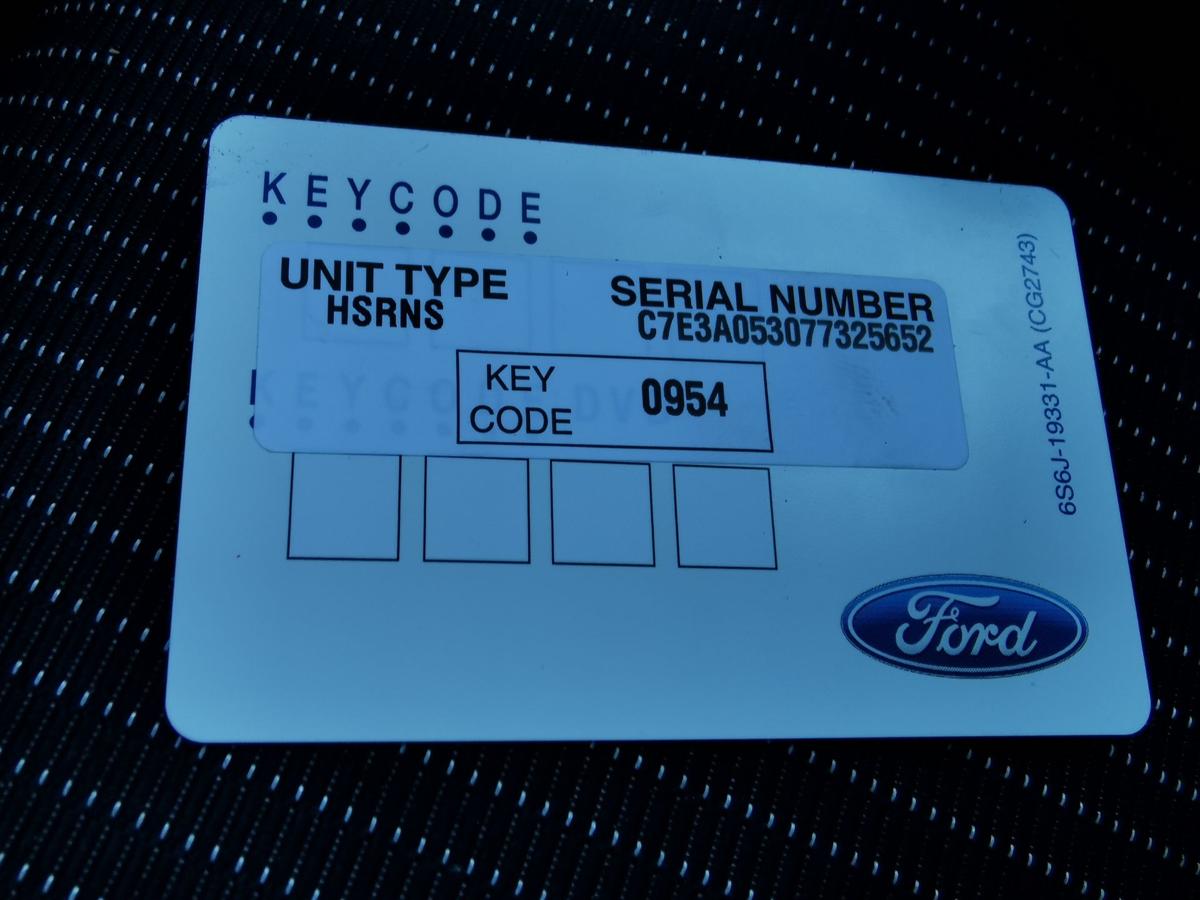 KEYCODE
UNIT TYPE
HSRNS
SERIAL NUMBER
C7E3A053077325652
KEY
CODE
0954
6S6J-19331-AA (CG2743)
Ford